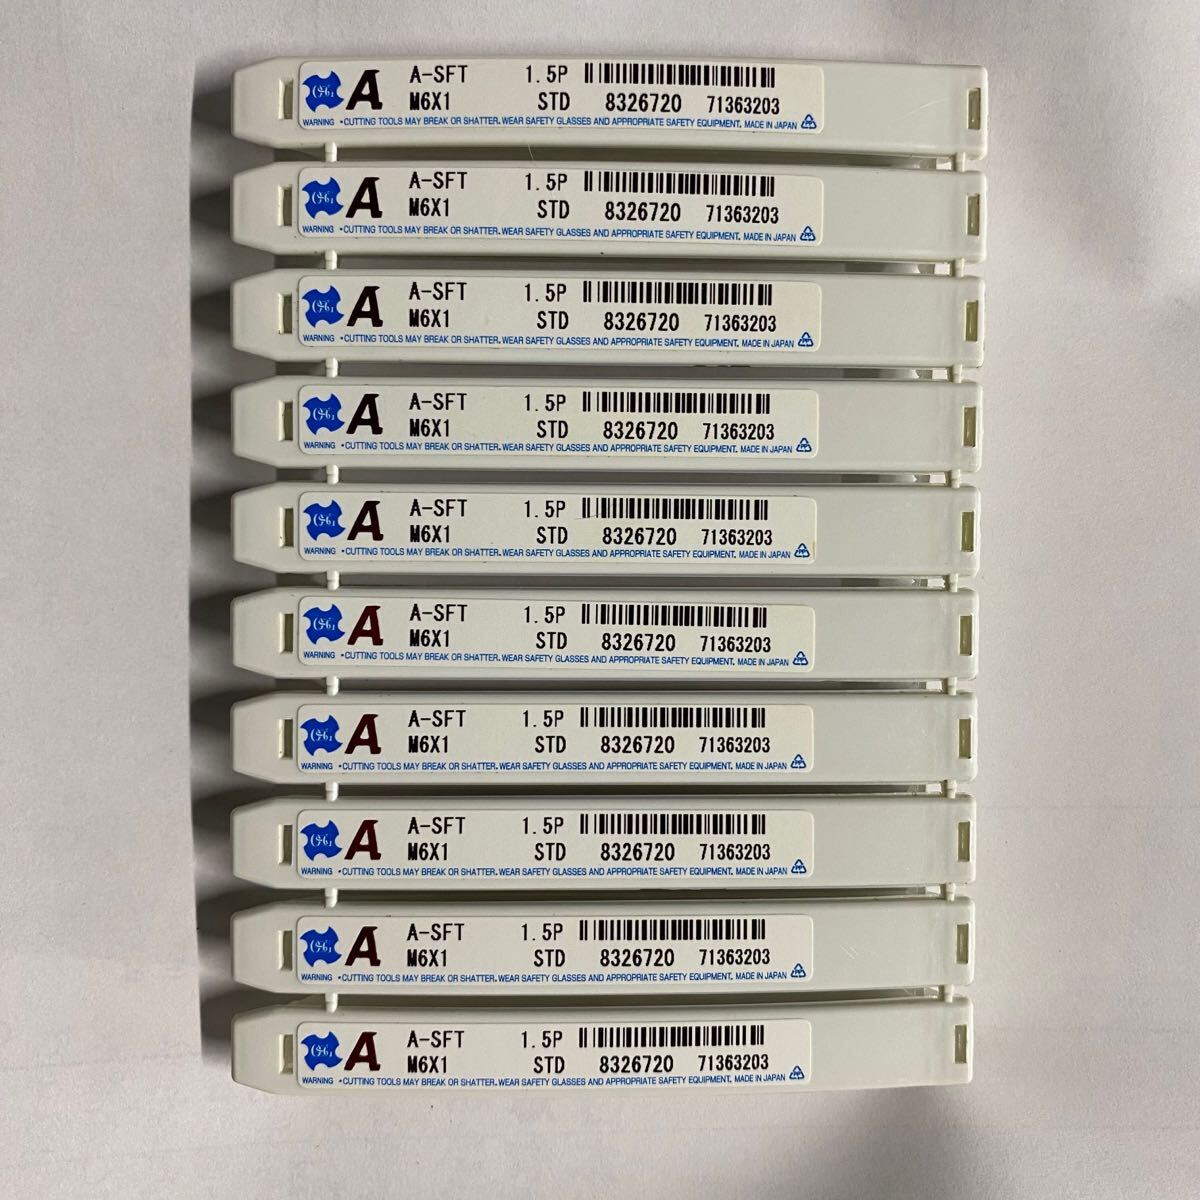 A A-SFT 1.5P
M6X1 STD 8326720 71363203
WARNING •CUTTING TOOLS MAY BREAK OR SHATTER. WEAR SAFETY GLASSES AND APPROPRIATE SAFETY EQUIPMENT. MADE IN JAPAN PP
A A-SFT 1.5P
M6X1 STD 8326720 71363203
WARNING •CUTTING TOOLS MAY BREAK OR SHATTER. WEAR SAFETY GLASSES AND APPROPRIATE SAFETY EQUIPMENT. MADE IN JAPAN PP
A A-SFT 1.5P
M6X1 STD 8326720 71363203
WARNING •CUTTING TOOLS MAY BREAK OR SHATTER. WEAR SAFETY GLASSES AND APPROPRIATE SAFETY EQUIPMENT. MADE IN JAPAN PP
A A-SFT 1.5P
M6X1 STD 8326720 71363203
WARNING •CUTTING TOOLS MAY BREAK OR SHATTER. WEAR SAFETY GLASSES AND APPROPRIATE SAFETY EQUIPMENT. MADE IN JAPAN PP
A A-SFT 1.5P
M6X1 STD 8326720 71363203
WARNING •CUTTING TOOLS MAY BREAK OR SHATTER. WEAR SAFETY GLASSES AND APPROPRIATE SAFETY EQUIPMENT. MADE IN JAPAN PP
A A-SFT 1.5P
M6X1 STD 8326720 71363203
WARNING •CUTTING TOOLS MAY BREAK OR SHATTER. WEAR SAFETY GLASSES AND APPROPRIATE SAFETY EQUIPMENT. MADE IN JAPAN PP
A A-SFT 1.5P
M6X1 STD 8326720 71363203
WARNING •CUTTING TOOLS MAY BREAK OR SHATTER. WEAR SAFETY GLASSES AND APPROPRIATE SAFETY EQUIPMENT. MADE IN JAPAN PP
A A-SFT 1.5P
M6X1 STD 8326720 71363203
WARNING •CUTTING TOOLS MAY BREAK OR SHATTER. WEAR SAFETY GLASSES AND APPROPRIATE SAFETY EQUIPMENT. MADE IN JAPAN PP
A A-SFT 1.5P
M6X1 STD 8326720 71363203
WARNING •CUTTING TOOLS MAY BREAK OR SHATTER. WEAR SAFETY GLASSES AND APPROPRIATE SAFETY EQUIPMENT. MADE IN JAPAN PP
A A-SFT 1.5P
M6X1 STD 8326720 71363203
WARNING •CUTTING TOOLS MAY BREAK OR SHATTER. WEAR SAFETY GLASSES AND APPROPRIATE SAFETY EQUIPMENT. MADE IN JAPAN PP